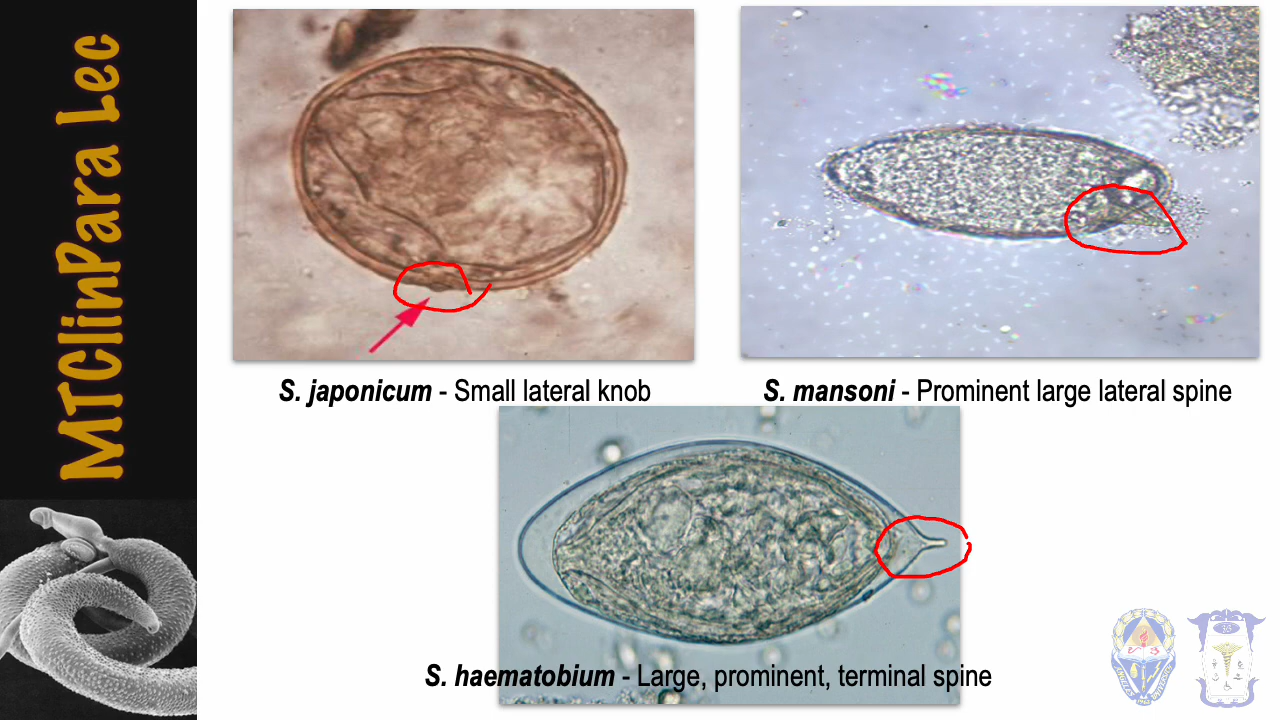 MTClinPara Lec
S. japonicum - Small lateral knob
S. mansoni - Prominent large lateral spine
S. haematobium - Large, prominent, terminal spine